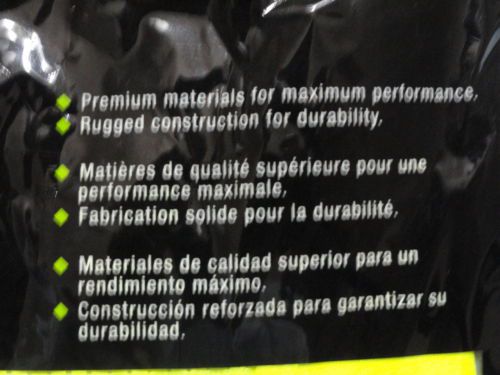 Premium materials for maximum performance.
Rugged construction for durability.
Matières de qualité supérieure pour une
performance maximale.
Fabrication solide pour la durabilité.
Materiales de calidad superior para un
rendimiento máximo.
Construcción reforzada para garantizar su
durabilidad.